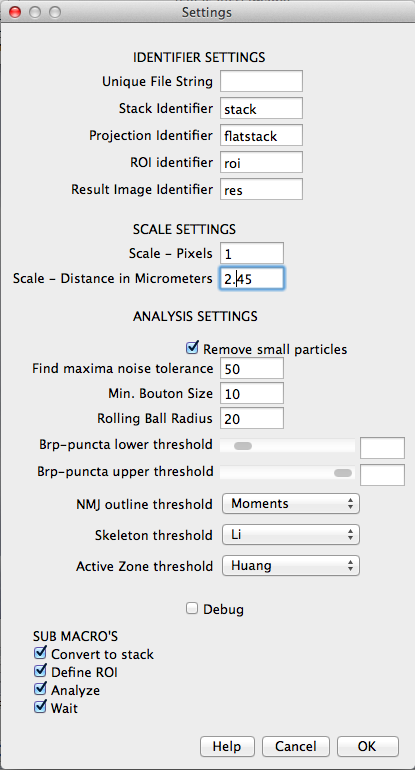 Settings
IDENTIFIER SETTINGS
Unique File String
Stack Identifier stack
Projection Identifier flatstack
ROI identifier roi
Result Image Identifier res
SCALE SETTINGS
Scale - Pixels 1
Scale - Distance in Micrometers 2.45
ANALYSIS SETTINGS
Remove small particles
Find maxima noise tolerance 50
Min. Bouton Size 10
Rolling Ball Radius 20
Brp-puncta lower threshold
Brp-puncta upper threshold
NMJ outline threshold Moments
Skeleton threshold Li
Active Zone threshold Huang
Debug
SUB MACRO'S
Convert to stack
Define ROI
Analyze
Wait
Help Cancel OK